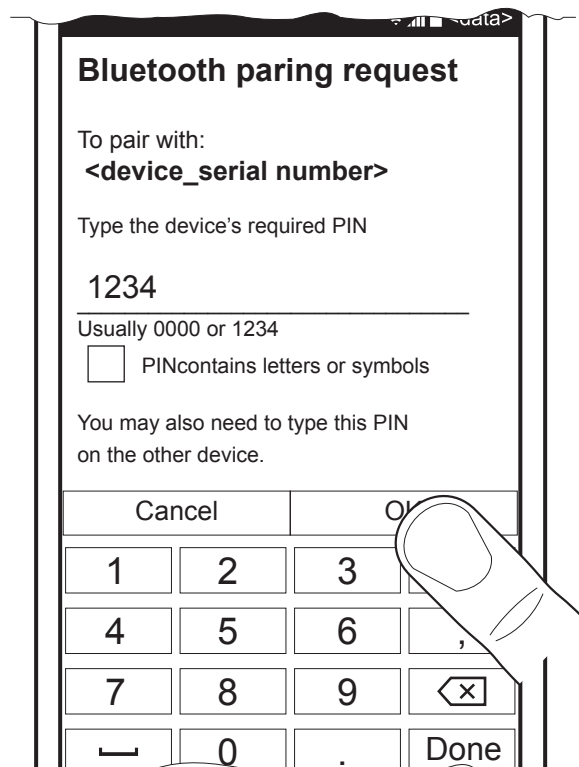 <data>
Bluetooth paring request
To pair with:
<device_serial number>
Type the device's required PIN
1234
Usually 0000 or 1234
PINcontains letters or symbols
You may also need to type this PIN
on the other device.
Cancel
1 2 3
4 5 6 ,
7 8 9
0 . Done